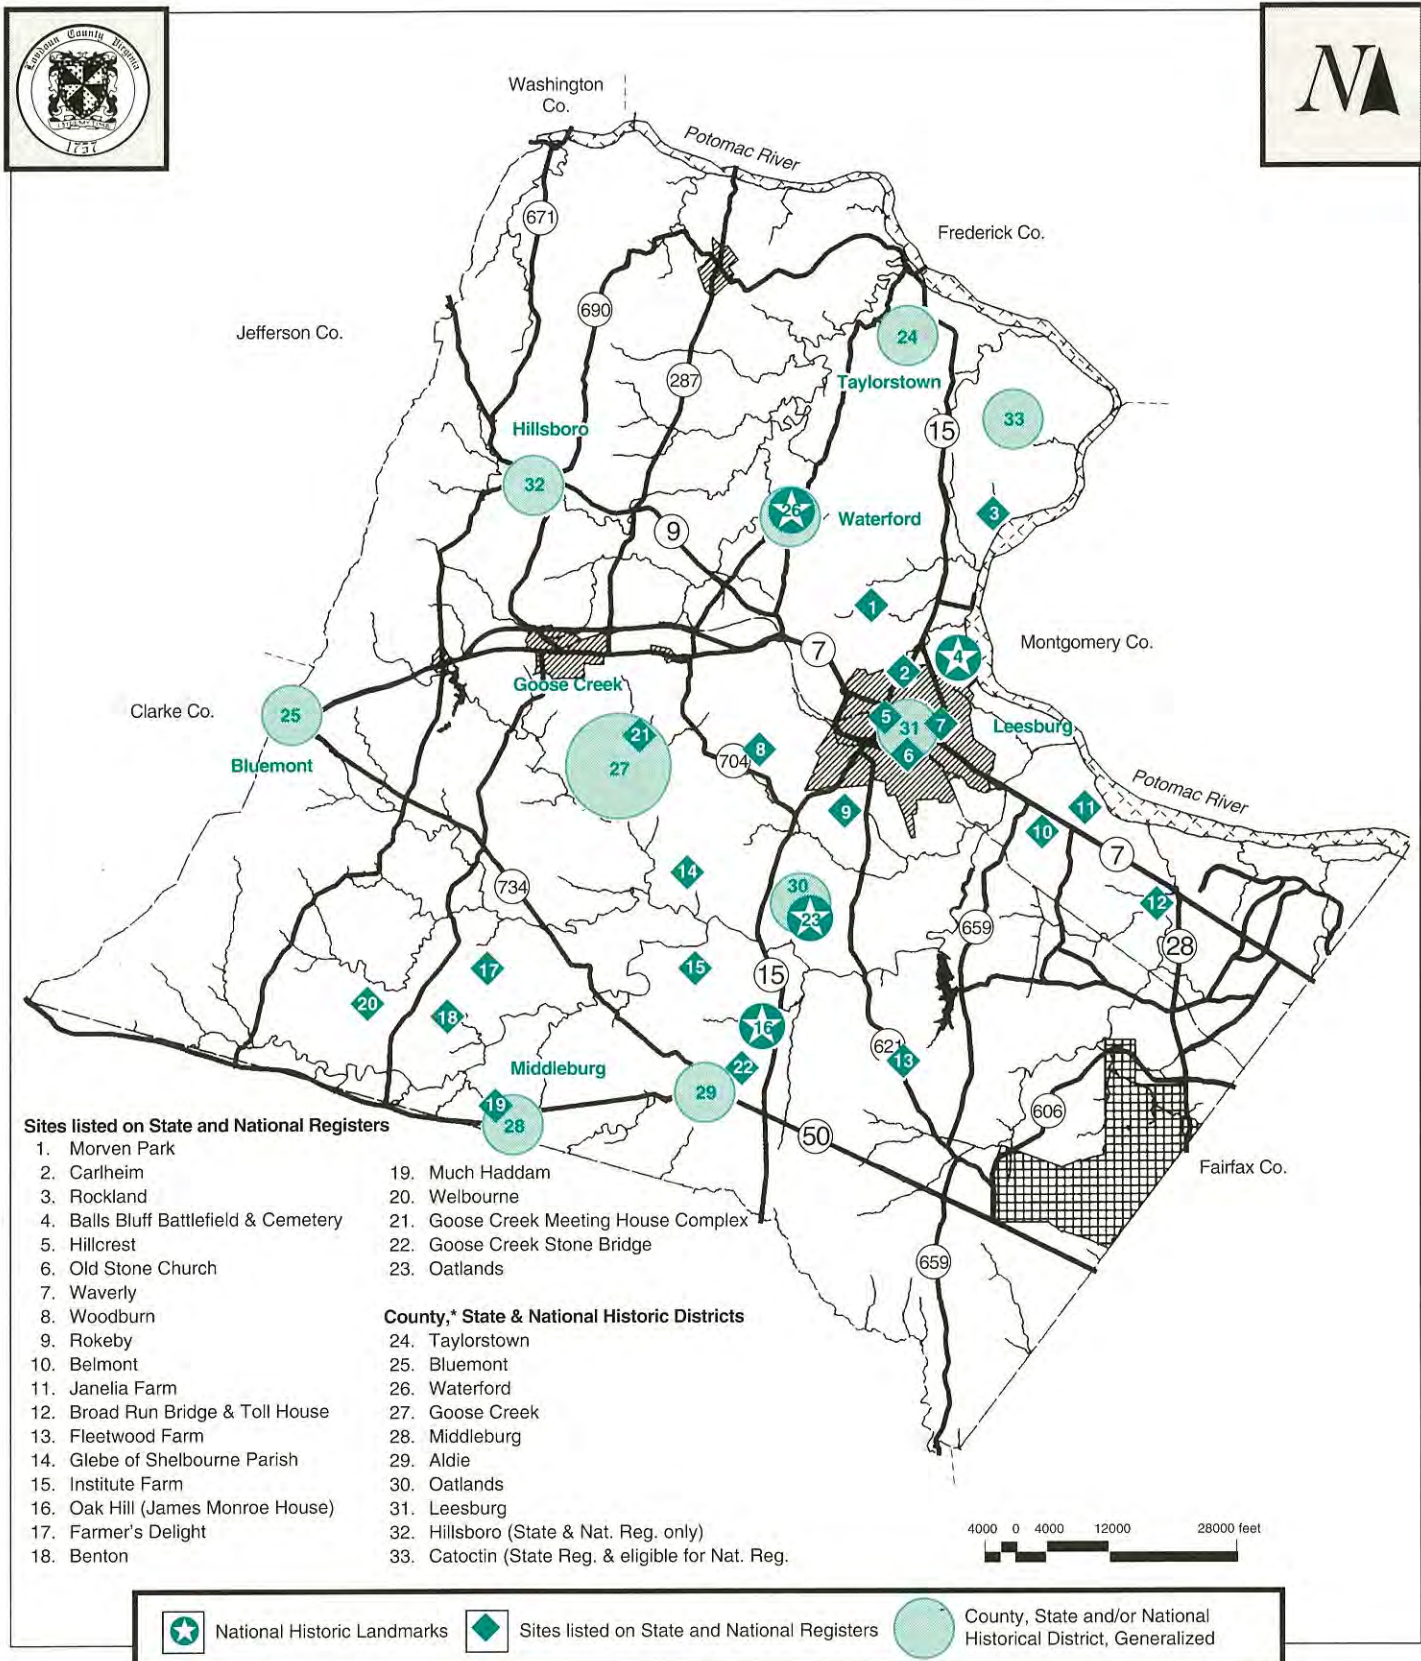 Loudoun County Virginia
1757
N
Washington
Co.
Potomac River
671
Frederick Co.
690
Jefferson Co.
24
287
Taylorstown
33
15
Hillsboro
32
26
Waterford
3
9
1
Montgomery Co.
7
4
2
Goose Creek
Clarke Co.
25
5
7
31
Leesburg
21
6
8
Bluemont
27
704
Potomac River
11
9
10
7
14
734
30
12
23
659
28
17
15
15
20
18
16
621
13
22
Middleburg
29
19
28
606
50
Fairfax Co.
659
Sites listed on State and National Registers
1. Morven Park
2. Carlheim
3. Rockland
4. Balls Bluff Battlefield & Cemetery
5. Hillcrest
6. Old Stone Church
7. Waverly
8. Woodburn
9. Rokeby
10. Belmont
11. Janelia Farm
12. Broad Run Bridge & Toll House
13. Fleetwood Farm
14. Glebe of Shelbourne Parish
15. Institute Farm
16. Oak Hill (James Monroe House)
17. Farmer's Delight
18. Benton
19. Much Haddam
20. Welbourne
21. Goose Creek Meeting House Complex
22. Goose Creek Stone Bridge
23. Oatlands
County,* State & National Historic Districts
24. Taylorstown
25. Bluemont
26. Waterford
27. Goose Creek
28. Middleburg
29. Aldie
30. Oatlands
31. Leesburg
32. Hillsboro (State & Nat. Reg. only)
33. Catoctin (State Reg. & eligible for Nat. Reg.
4000 0 4000 12000 28000 feet
National Historic Landmarks
Sites listed on State and National Registers
County, State and/or National
Historical District, Generalized